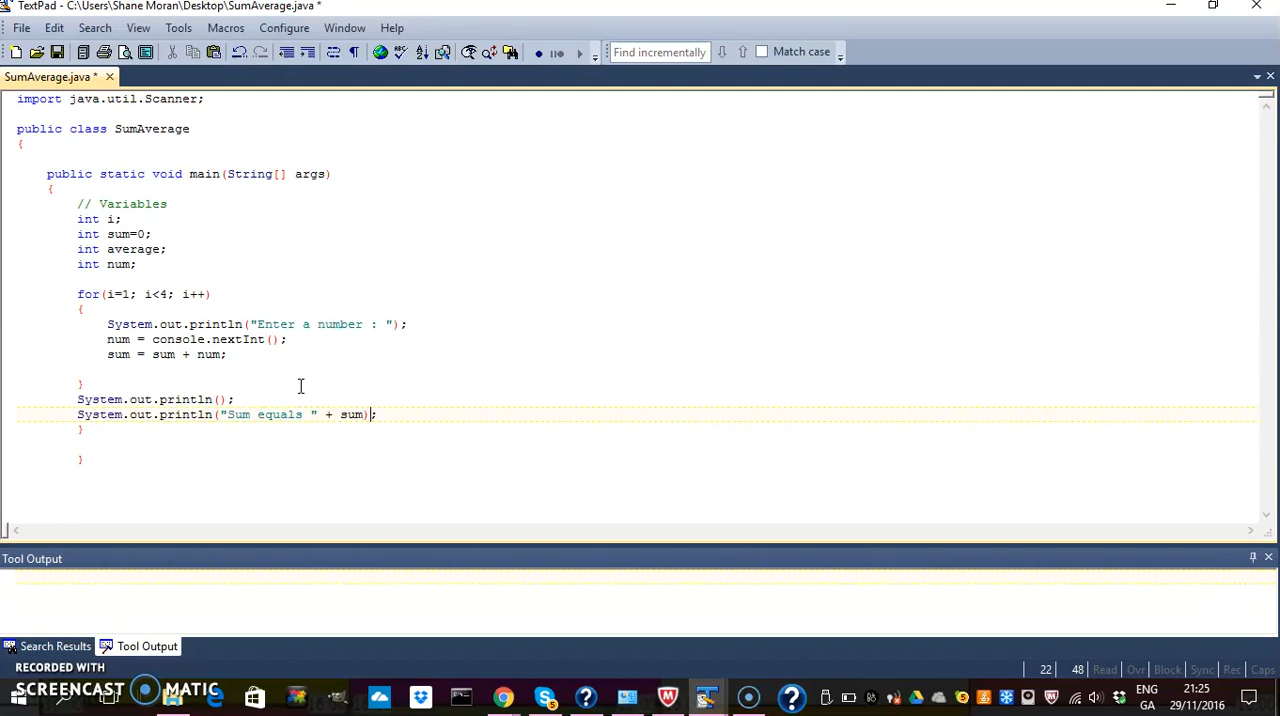 TextPad - C:\Users\Shane Moran\Desktop\SumAverage.java *
File Edit Search View Tools Macros Configure Window Help
Find incrementally Match case
SumAverage.java *
import java.util.Scanner;
public class SumAverage
{
public static void main(String[] args)
{
// Variables
int i;
int sum=0;
int average;
int num;
for(i=1; i<4; i++)
{
System.out.println("Enter a number : ");
num = console.nextInt();
sum = sum + num;
}
System.out.println();
System.out.println("Sum equals " + sum);
}
}
Tool Output
Search Results Tool Output
22 48 Read Ovr Block Sync Rec Caps
RECORDED WITH
SCREENCAST MATIC
ENG 21:25
GA 29/11/2016